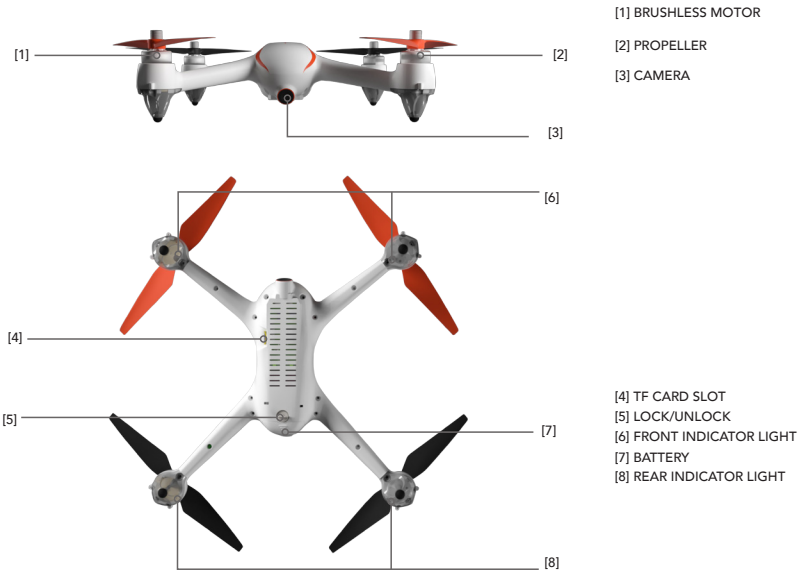 [1] BRUSHLESS MOTOR
[2] PROPELLER
[3] CAMERA
[1]
[2]
[3]
[6]
[4]
[5]
[7]
[8]
[4] TF CARD SLOT
[5] LOCK/UNLOCK
[6] FRONT INDICATOR LIGHT
[7] BATTERY
[8] REAR INDICATOR LIGHT